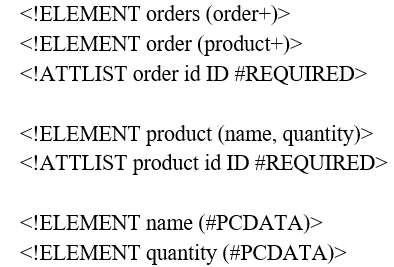 <!ELEMENT orders (order+)>
<!ELEMENT order (product+)>
<!ATTLIST order id ID #REQUIRED>
<!ELEMENT product (name, quantity)>
<!ATTLIST product id ID #REQUIRED>
<!ELEMENT name (#PCDATA)>
<!ELEMENT quantity (#PCDATA)>